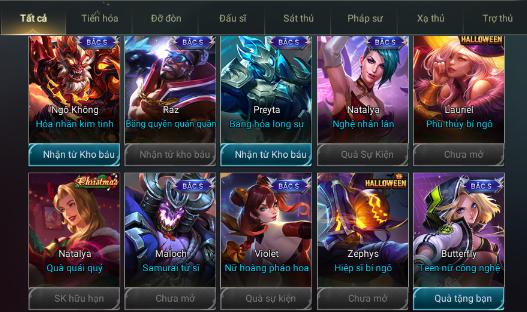 Tất cả Tiến hóa Đỡ đòn Đấu sĩ Sát thủ Pháp sư Xạ thủ Trợ thủ
BẬC S BẬC S BẬC S BẬC S HALLOWEEN
Ngộ Không Raz Preyta Natalya Lauriel
Hỏa nhãn kim tinh Băng quyền quán quân Băng hỏa long sư Nghệ nhân lân Phù thủy bí ngô
Nhận từ Kho báu Nhận từ Kho báu Nhận từ Kho báu Quà Sự Kiện Chưa mở
Christmas BẬC S BẬC S HALLOWEEN BẬC S
Natalya Maloch Violet Zephys Butterfly
Quà quái quỷ Samurai tử sĩ Nữ hoàng pháo hoa Hiệp sĩ bí ngô Teen nữ công nghệ
SK hữu hạn Chưa mở Quà sự kiện Chưa mở Quà tặng bạn